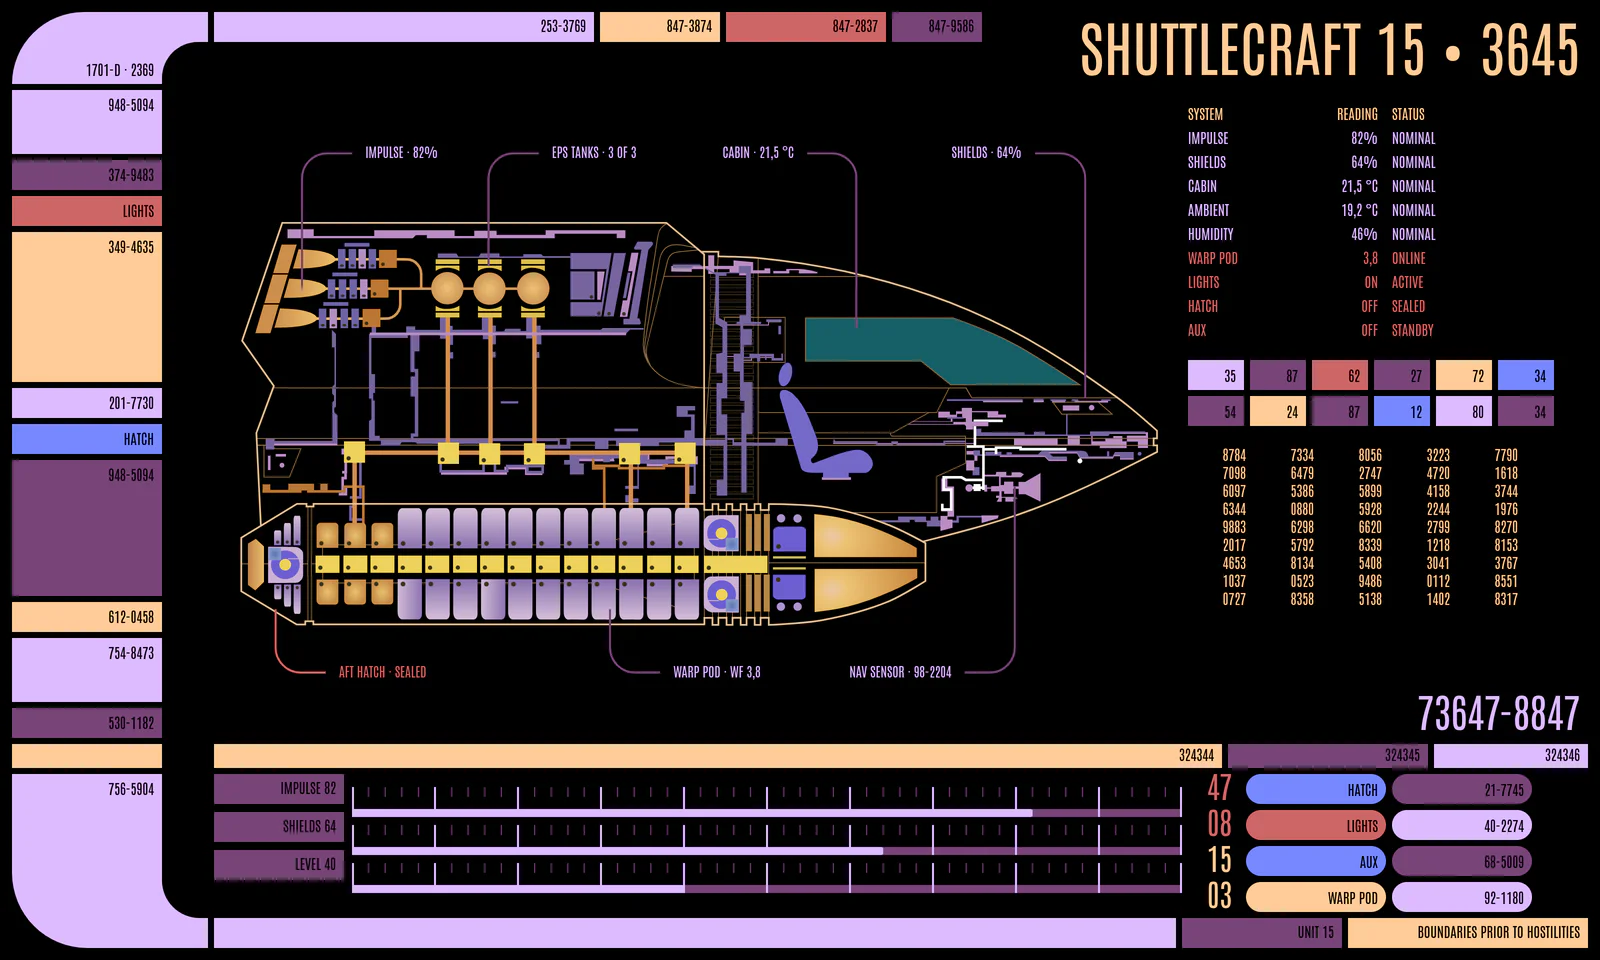 253-3769 847-3874 847-2837 847-9586
SHUTTLECRAFT 15 • 3645
1701-D · 2369
948-5094
374-9483
LIGHTS
349-4635
201-7730
HATCH
948-5094
612-0458
754-8473
530-1182
756-5904
IMPULSE · 82% EPS TANKS · 3 OF 3 CABIN · 21,5 °C SHIELDS · 64%
AFT HATCH · SEALED WARP POD · WF 3,8 NAV SENSOR · 98-2204
SYSTEM READING STATUS
IMPULSE 82% NOMINAL
SHIELDS 64% NOMINAL
CABIN 21,5 °C NOMINAL
AMBIENT 19,2 °C NOMINAL
HUMIDITY 46% NOMINAL
WARP POD 3,8 ONLINE
LIGHTS ON ACTIVE
HATCH OFF SEALED
AUX OFF STANDBY
35 87 62 27 72 34
54 24 87 12 80 34
8784 7334 8056 3223 7790
7098 6479 2747 4720 1618
6097 5386 5899 4158 3744
6344 0880 5928 2244 1976
9883 6298 6620 2799 8270
2017 5792 8339 1218 8153
4653 8134 5408 3041 3767
1037 0523 9486 0112 8551
0727 8358 5138 1402 8317
73647-8847
324344 324345 324346
IMPULSE 82
SHIELDS 64
LEVEL 40
47 HATCH 21-7745
08 LIGHTS 40-2274
15 AUX 68-5009
03 WARP POD 92-1180
UNIT 15 BOUNDARIES PRIOR TO HOSTILITIES